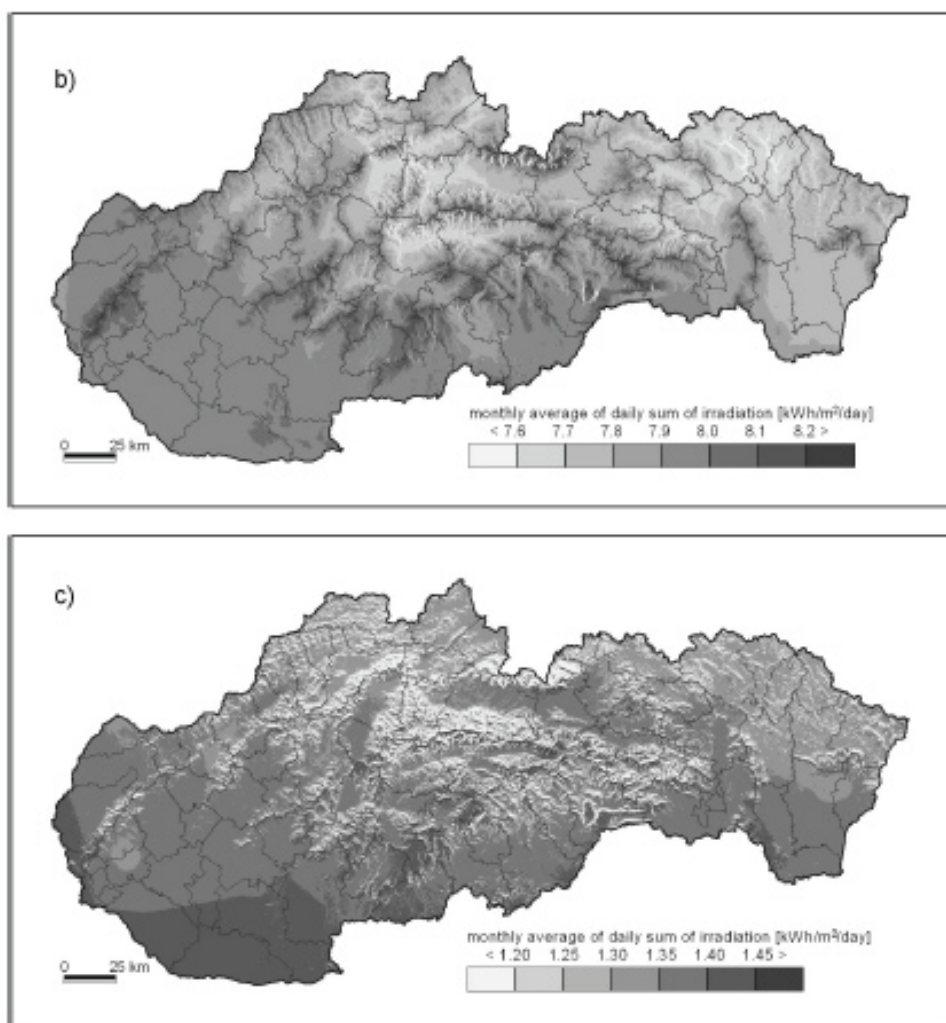 b)
monthly average of daily sum of irradiation [kWh/m²/day]
< 7.6 7.7 7.8 7.9 8.0 8.1 8.2 >
0 25 km
c)
monthly average of daily sum of irradiation [kWh/m²/day]
< 1.20 1.25 1.30 1.35 1.40 1.45 >
0 25 km